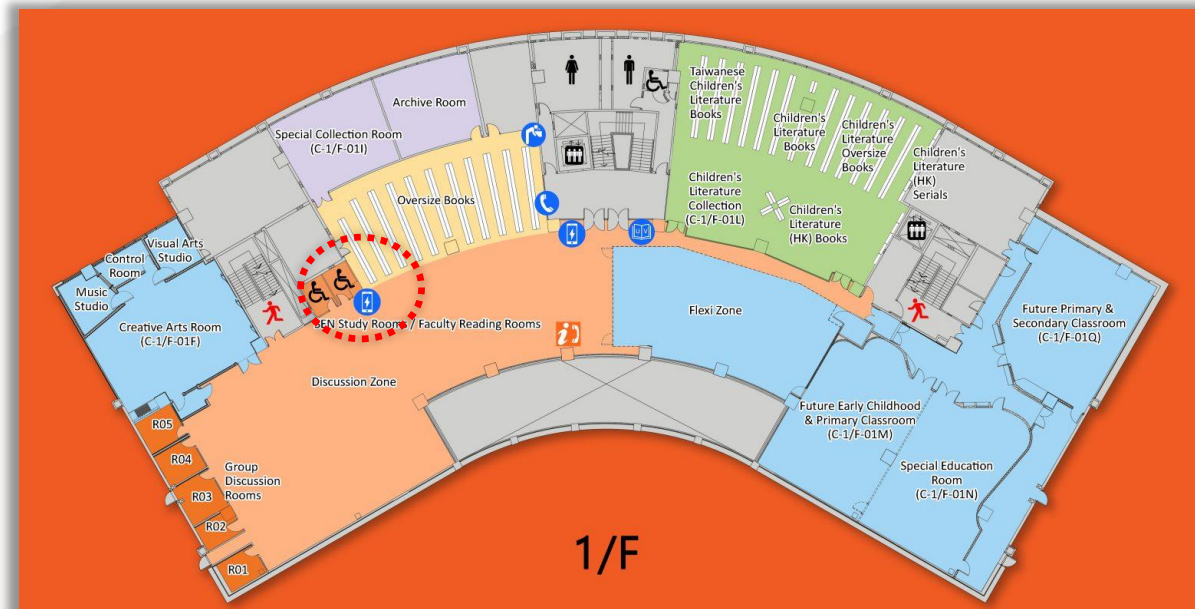 Archive Room
Special Collection Room
(C-1/F-01I)
Oversize Books
Taiwanese
Children's
Literature
Books
Children's
Literature
Books
Children's
Literature
Oversize
Books
Children's
Literature
(HK)
Serials
Children's
Literature
Collection
(C-1/F-01L)
Children's
Literature
(HK) Books
Visual Arts
Studio
Control
Room
Music
Studio
Creative Arts Room
(C-1/F-01F)
SEN Study Rooms / Faculty Reading Rooms
Flexi Zone
Future Primary &
Secondary Classroom
(C-1/F-01Q)
Discussion Zone
Future Early Childhood
& Primary Classroom
(C-1/F-01M)
Special Education
Room
(C-1/F-01N)
R05
R04
R03
R02
R01
Group
Discussion
Rooms
1/F